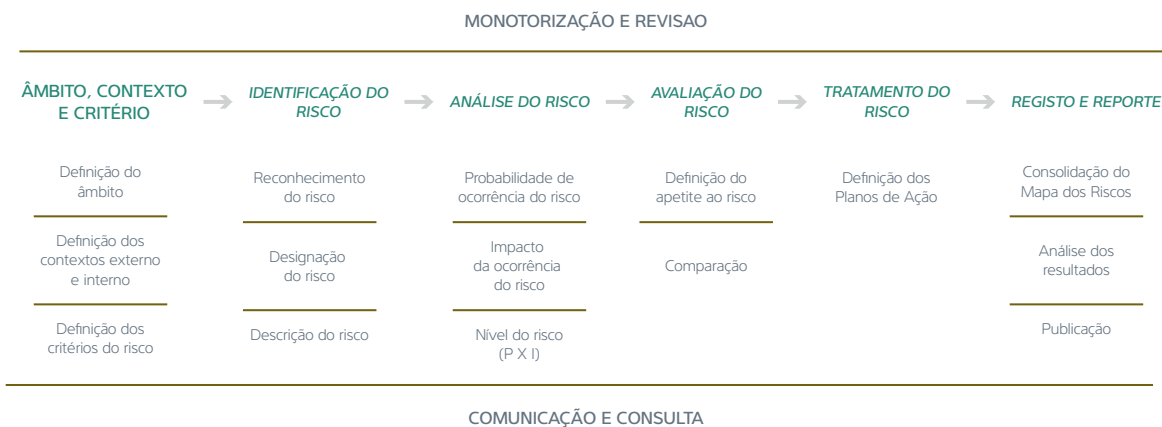 MONOTORIZAÇÃO E REVISAO
ÂMBITO, CONTEXTO
E CRITÉRIO
IDENTIFICAÇÃO DO
RISCO
ANÁLISE DO RISCO
AVALIAÇÃO DO
RISCO
TRATAMENTO DO
RISCO
REGISTO E REPORTE
Definição do
âmbito
Definição dos
contextos externo
e interno
Definição dos
critérios do risco
Reconhecimento
do risco
Designação
do risco
Descrição do risco
Probabilidade de
ocorrência do risco
Impacto
da ocorrência
do risco
Nível do risco
(P X I)
Definição do
apetite ao risco
Comparação
Definição dos
Planos de Ação
Consolidação do
Mapa dos Riscos
Análise dos
resultados
Publicação
COMUNICAÇÃO E CONSULTA